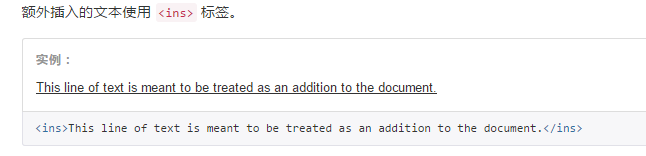 额外插入的文本使用 <ins> 标签。
实例：
This line of text is meant to be treated as an addition to the document.
<ins>This line of text is meant to be treated as an addition to the document.</ins>